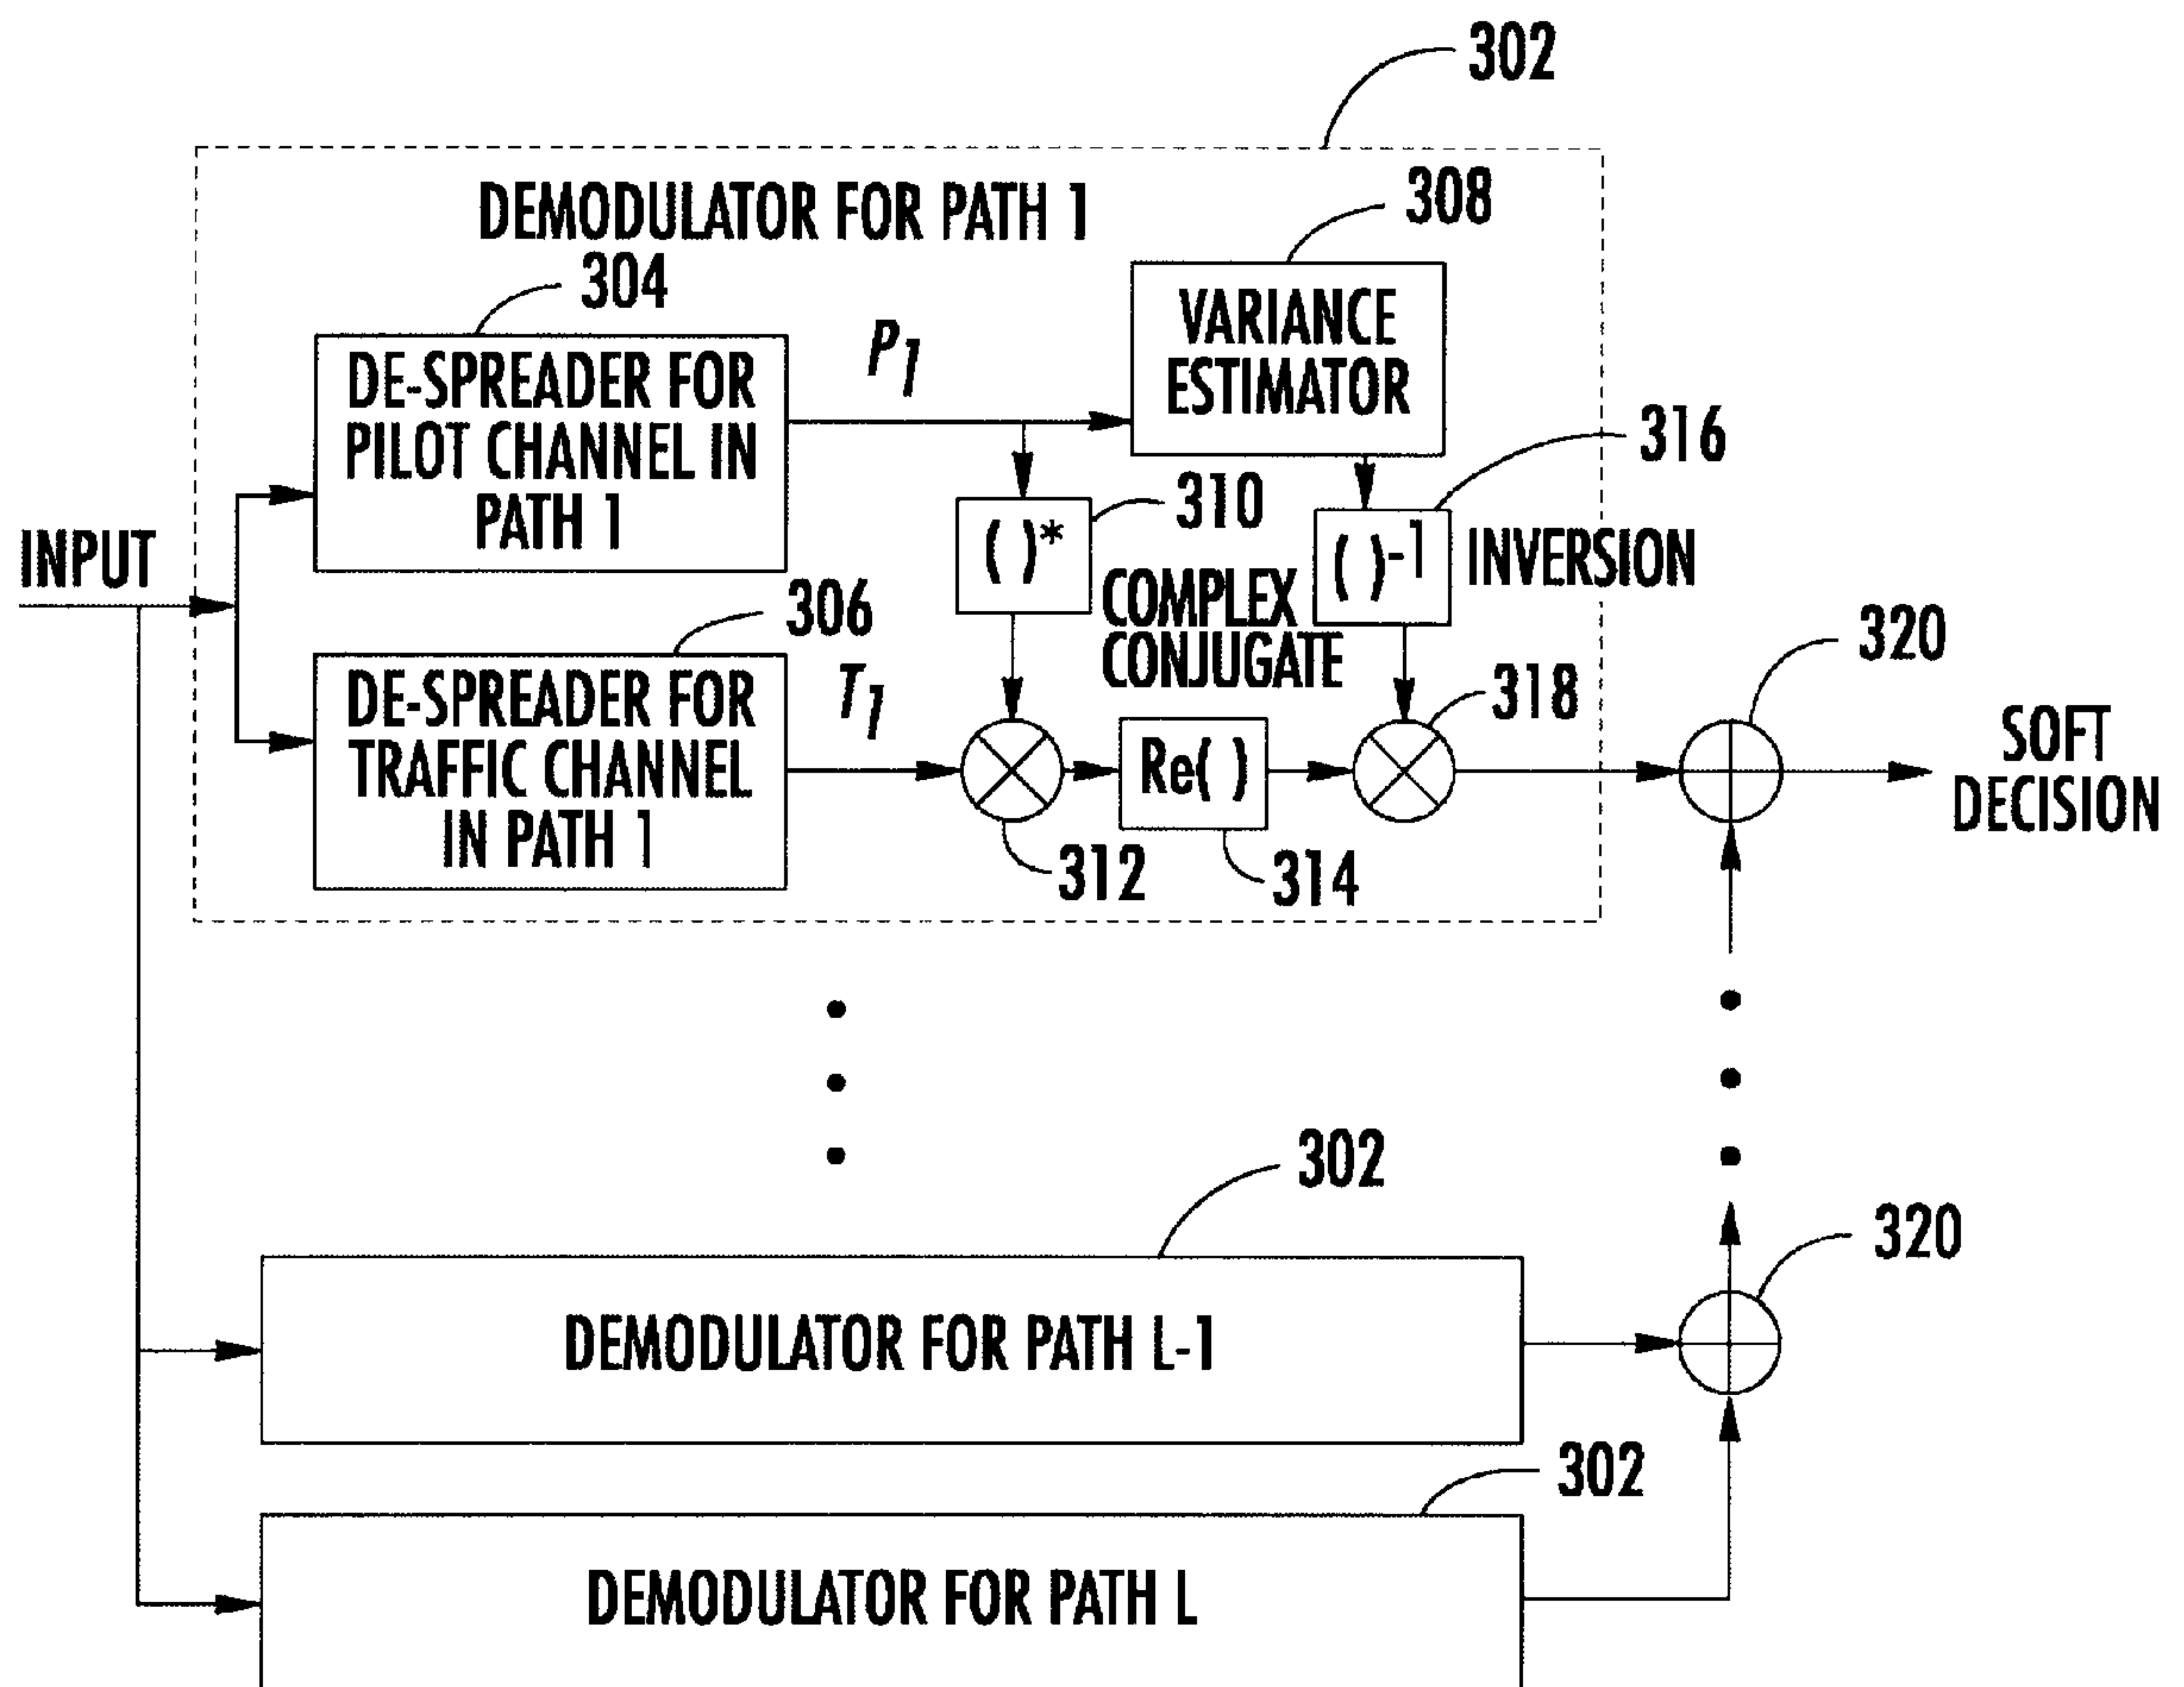 302
DEMODULATOR FOR PATH 1
308
304
VARIANCE
ESTIMATOR
P1
DE-SPREADER FOR
PILOT CHANNEL IN
PATH 1
316
310
( )*
( )-1
INVERSION
INPUT
COMPLEX
CONJUGATE
306
320
T1
DE-SPREADER FOR
TRAFFIC CHANNEL
IN PATH 1
318
Re( )
SOFT
DECISION
312
314
302
320
DEMODULATOR FOR PATH L-1
302
DEMODULATOR FOR PATH L